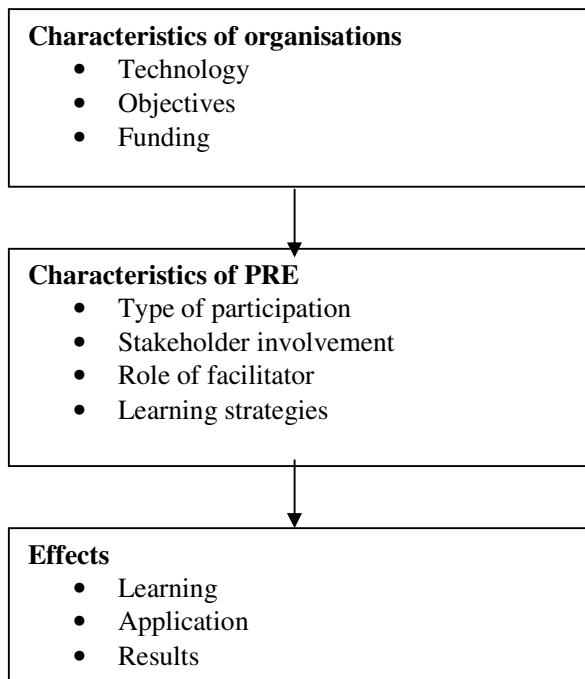 Characteristics of organisations
• Technology
• Objectives
• Funding
Characteristics of PRE
• Type of participation
• Stakeholder involvement
• Role of facilitator
• Learning strategies
Effects
• Learning
• Application
• Results